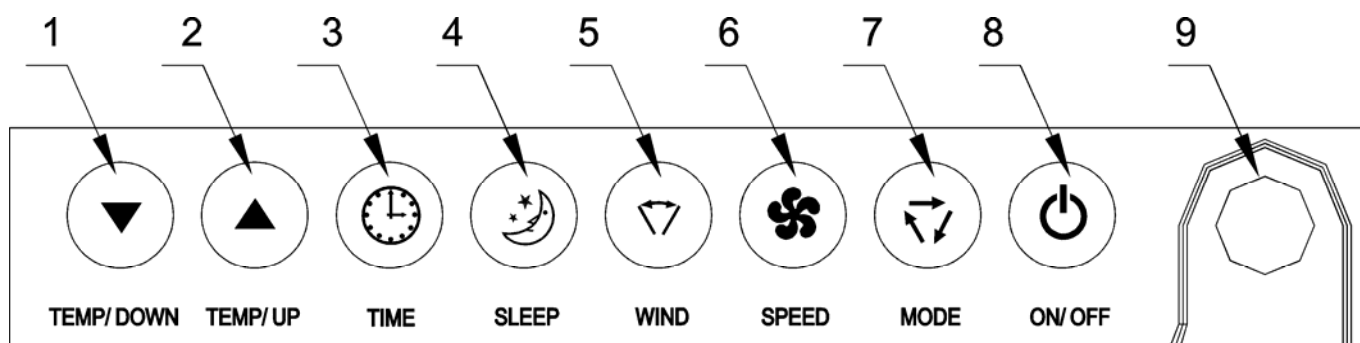 1 2 3 4 5 6 7 8 9
TEMP/ DOWN TEMP/ UP TIME SLEEP WIND SPEED MODE ON/ OFF